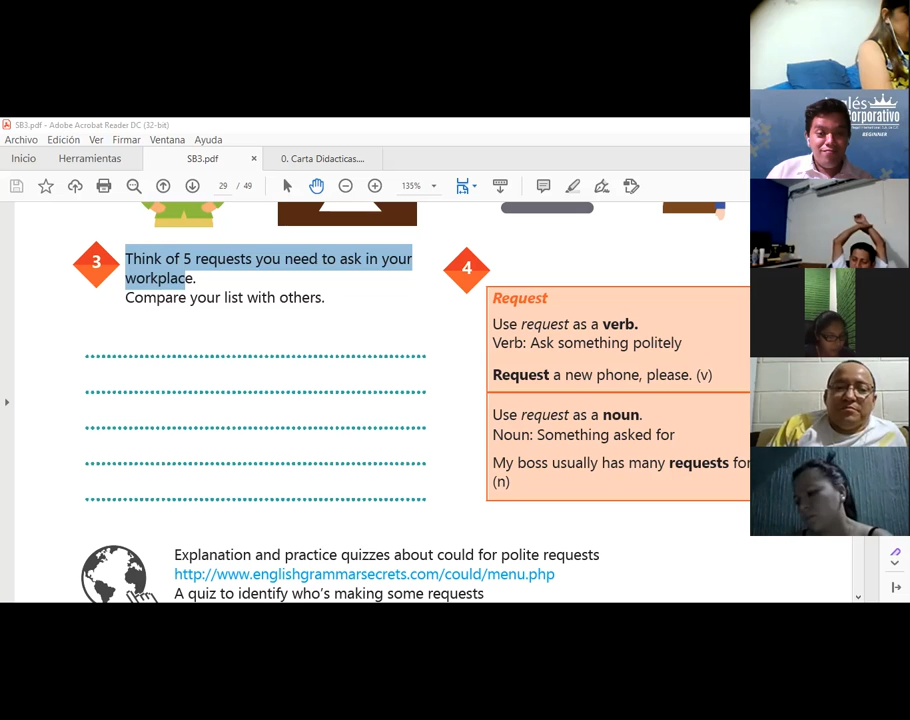 SB3.pdf - Adobe Acrobat Reader DC (32-bit)
Archivo Edición Ver Firmar Ventana Ayuda
Inicio Herramientas SB3.pdf × 0. Carta Didacticas....
29 / 49 135%
3 Think of 5 requests you need to ask in your
workplace.
Compare your list with others.
4
Request
Use request as a verb.
Verb: Ask something politely
Request a new phone, please. (v)
Use request as a noun.
Noun: Something asked for
My boss usually has many requests for
(n)
Explanation and practice quizzes about could for polite requests
http://www.englishgrammarsecrets.com/could/menu.php
A quiz to identify who's making some requests
BEGINNER